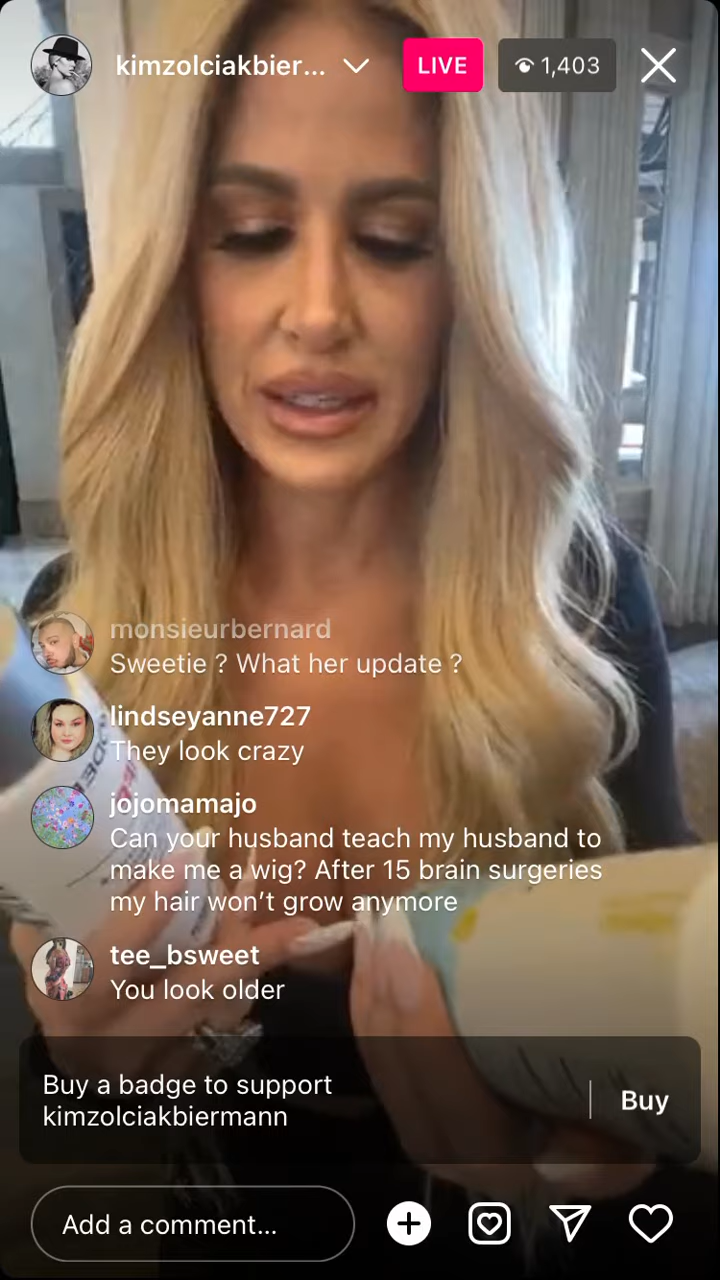 kimzolciakbier...
LIVE
1,403
monsieurbernard
Sweetie ? What her update ?
lindseyanne727
They look crazy
jojomamajo
Can your husband teach my husband to
make me a wig? After 15 brain surgeries
my hair won’t grow anymore
tee_bsweet
You look older
Buy a badge to support
kimzolciakbiermann
Buy
Add a comment...